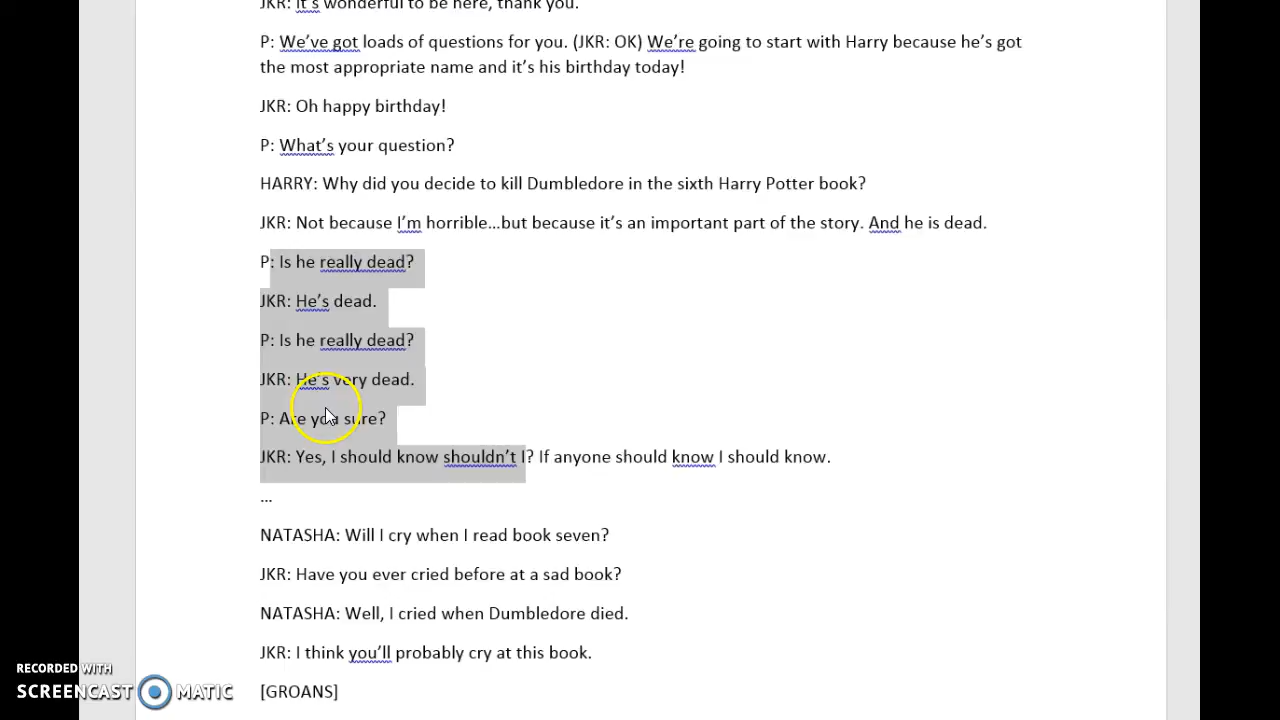 JKR: It's wonderful to be here, thank you.
P: We've got loads of questions for you. (JKR: OK) We're going to start with Harry because he's got
the most appropriate name and it's his birthday today!
JKR: Oh happy birthday!
P: What's your question?
HARRY: Why did you decide to kill Dumbledore in the sixth Harry Potter book?
JKR: Not because I'm horrible…but because it's an important part of the story. And he is dead.
P: Is he really dead?
JKR: He's dead.
P: Is he really dead?
JKR: He's very dead.
P: Are you sure?
JKR: Yes, I should know shouldn't I? If anyone should know I should know.
…
NATASHA: Will I cry when I read book seven?
JKR: Have you ever cried before at a sad book?
NATASHA: Well, I cried when Dumbledore died.
JKR: I think you'll probably cry at this book.
[GROANS]
RECORDED WITH
SCREENCAST MATIC